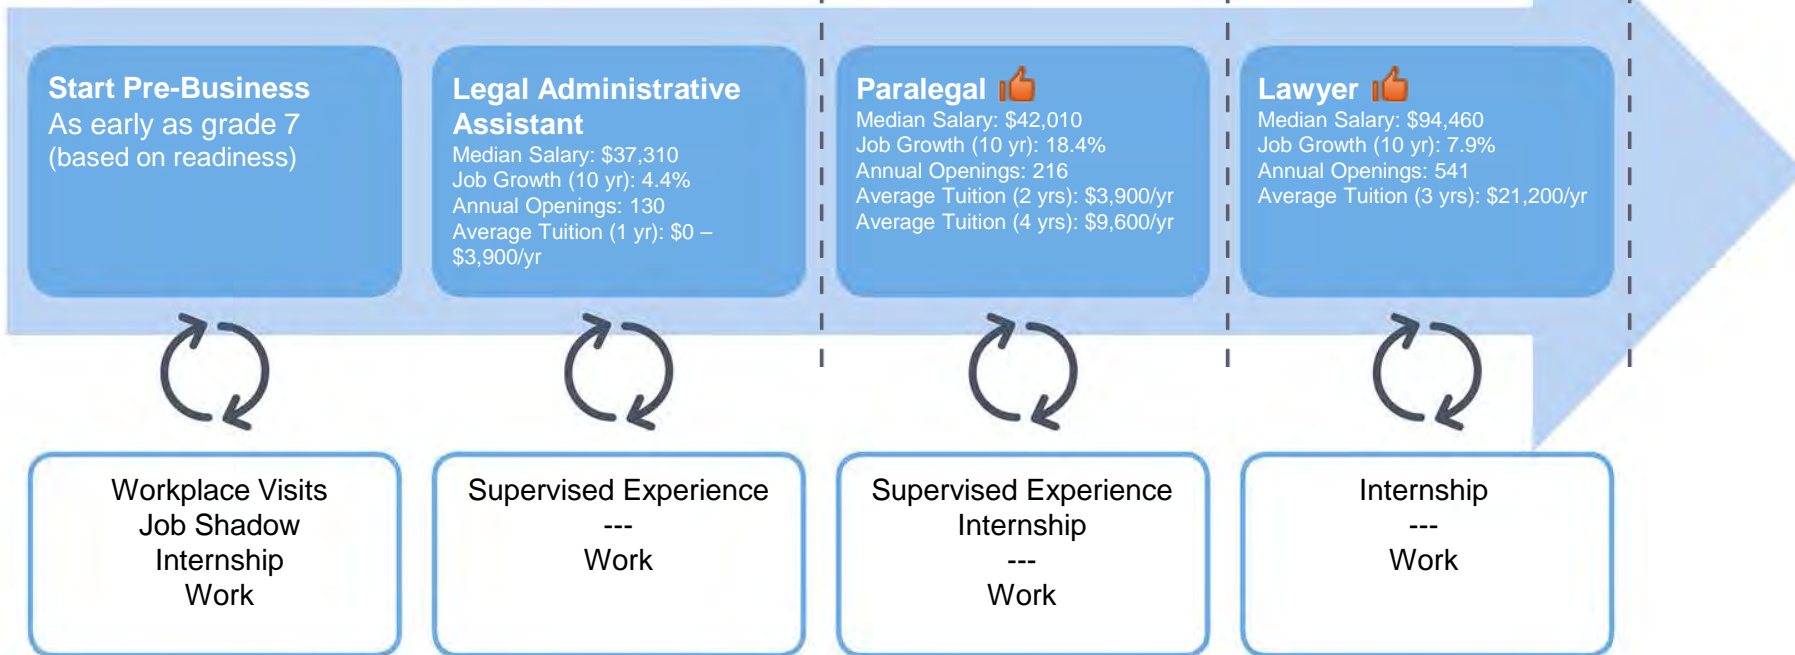 Start Pre-Business
As early as grade 7
(based on readiness)
Legal Administrative
Assistant
Median Salary: $37,310
Job Growth (10 yr): 4.4%
Annual Openings: 130
Average Tuition (1 yr): $0 –
$3,900/yr
Paralegal
Median Salary: $42,010
Job Growth (10 yr): 18.4%
Annual Openings: 216
Average Tuition (2 yrs): $3,900/yr
Average Tuition (4 yrs): $9,600/yr
Lawyer
Median Salary: $94,460
Job Growth (10 yr): 7.9%
Annual Openings: 541
Average Tuition (3 yrs): $21,200/yr
Workplace Visits
Job Shadow
Internship
Work
Supervised Experience
---
Work
Supervised Experience
Internship
---
Work
Internship
---
Work